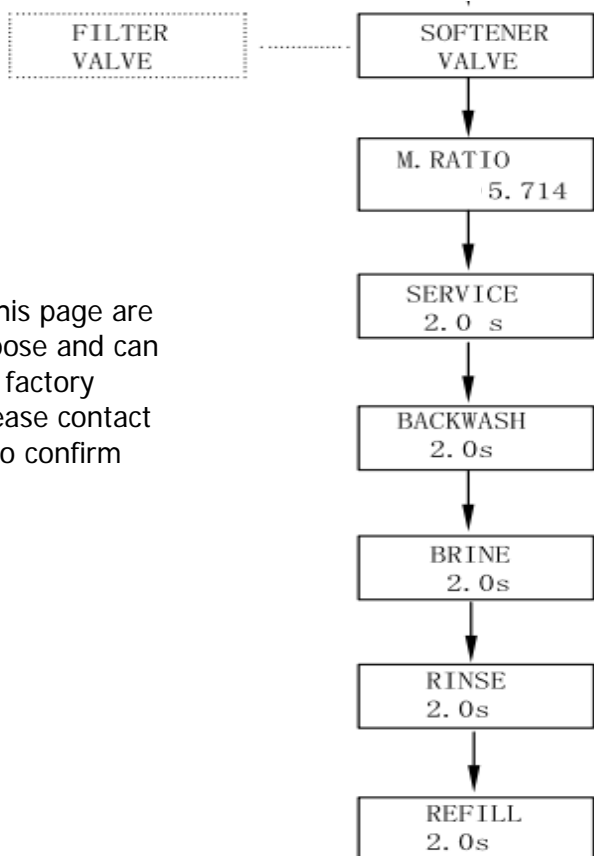 FILTER
VALVE
SOFTENER
VALVE
M. RATIO
5. 714
his page are
pose and can
factory
ease contact
o confirm
SERVICE
2. 0 s
BACKWASH
2. 0s
BRINE
2. 0s
RINSE
2. 0s
REFILL
2. 0s